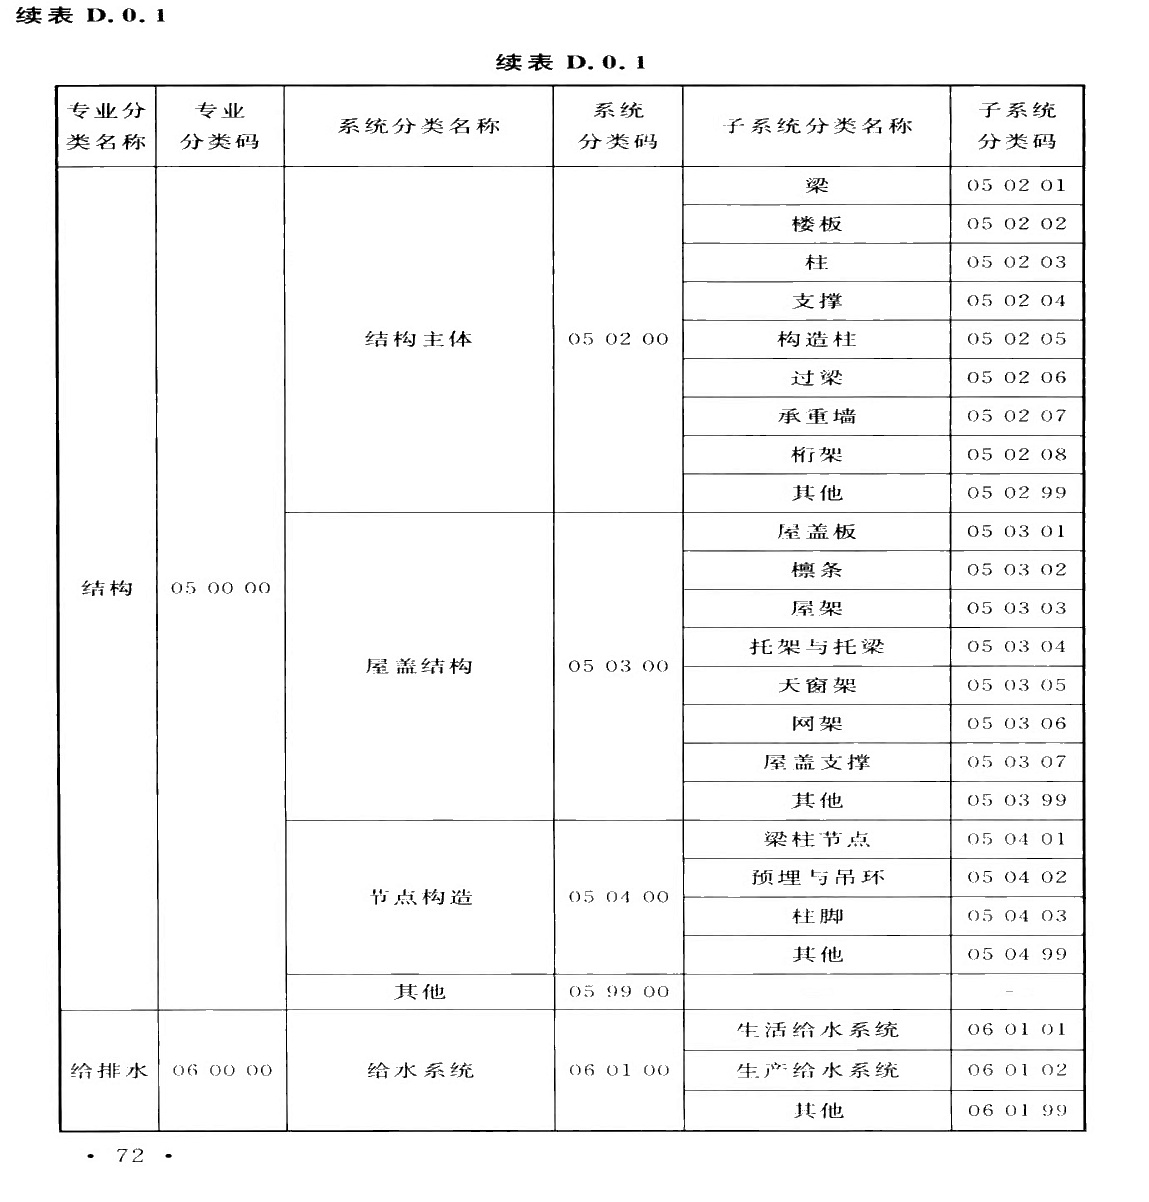 续表 D.0.1
续表 D.0.1
专业分类名称 专业分类码 系统分类名称 系统分类码 子系统分类名称 子系统分类码
结构 05 00 00 结构主体 05 02 00 梁 05 02 01
楼板 05 02 02
柱 05 02 03
支撑 05 02 04
构造柱 05 02 05
过梁 05 02 06
承重墙 05 02 07
桁架 05 02 08
其他 05 02 99
屋盖结构 05 03 00 屋盖板 05 03 01
檩条 05 03 02
屋架 05 03 03
托架与托梁 05 03 04
天窗架 05 03 05
网架 05 03 06
屋盖支撑 05 03 07
其他 05 03 99
节点构造 05 04 00 梁柱节点 05 04 01
预埋与吊环 05 04 02
柱脚 05 04 03
其他 05 04 99
其他 05 99 00 -
给排水 06 00 00 给水系统 06 01 00 生活给水系统 06 01 01
生产给水系统 06 01 02
其他 06 01 99
· 72 ·